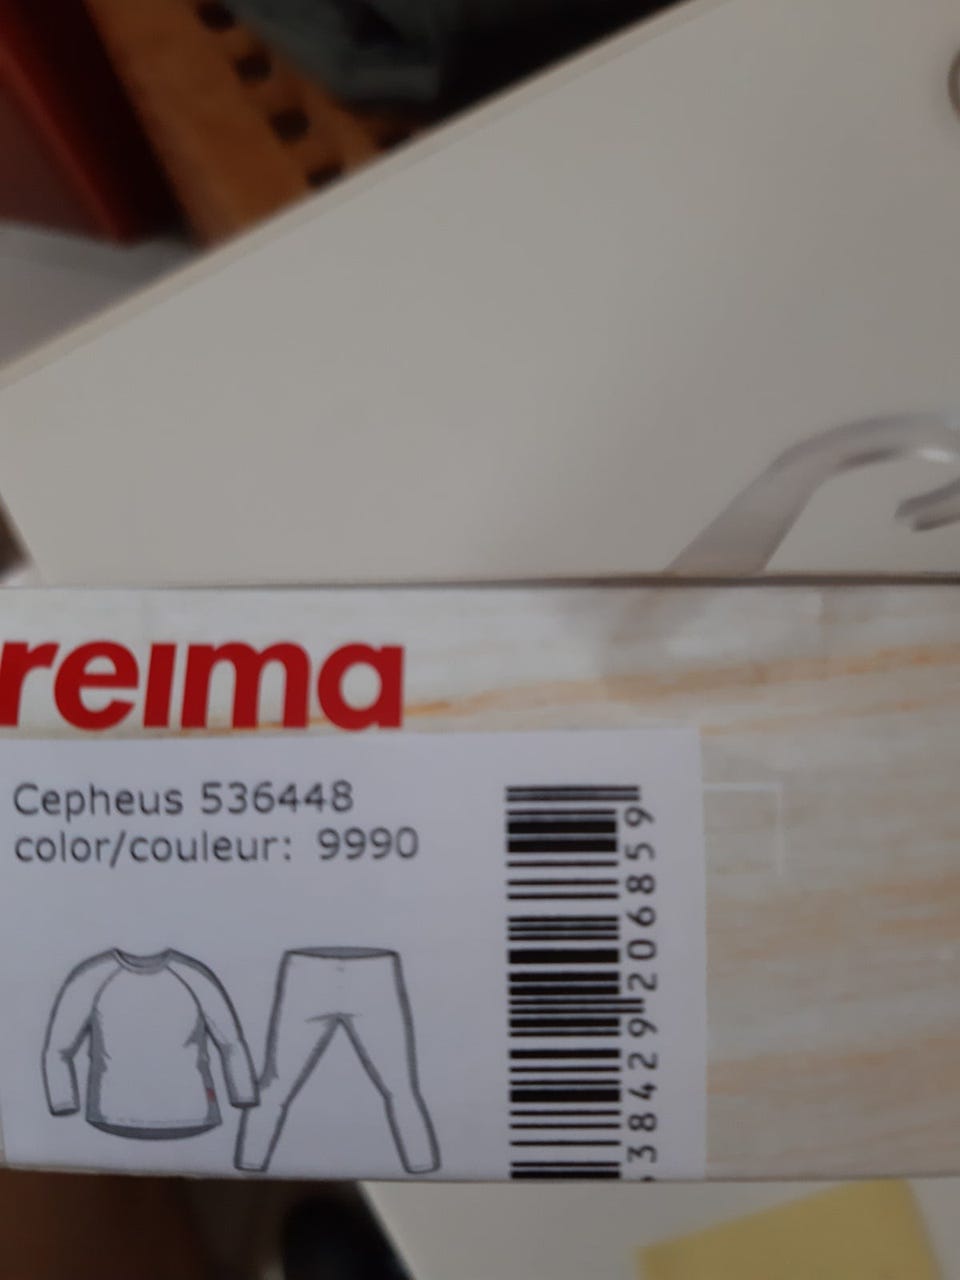 reima
Cepheus 536448
color/couleur: 9990
38429206859